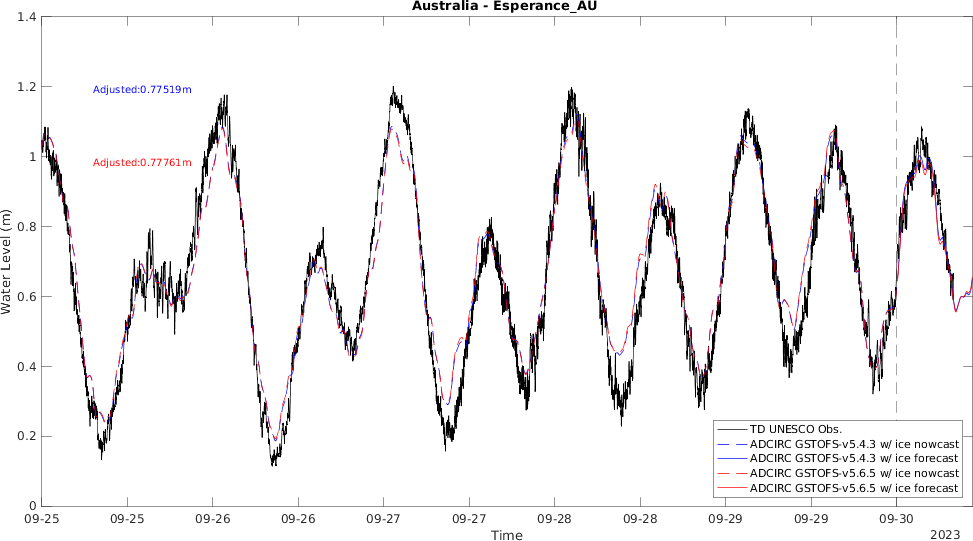 Australia - Esperance_AU
1.4
1.2
1
0.8
0.6
0.4
0.2
0
Water Level (m)
Adjusted:0.77519m
Adjusted:0.77761m
TD UNESCO Obs.
ADCIRC GSTOFS-v5.4.3 w/ ice nowcast
ADCIRC GSTOFS-v5.4.3 w/ ice forecast
ADCIRC GSTOFS-v5.6.5 w/ ice nowcast
ADCIRC GSTOFS-v5.6.5 w/ ice forecast
09-25 09-25 09-26 09-26 09-27 09-27 09-28 09-28 09-29 09-29 09-30
Time
2023